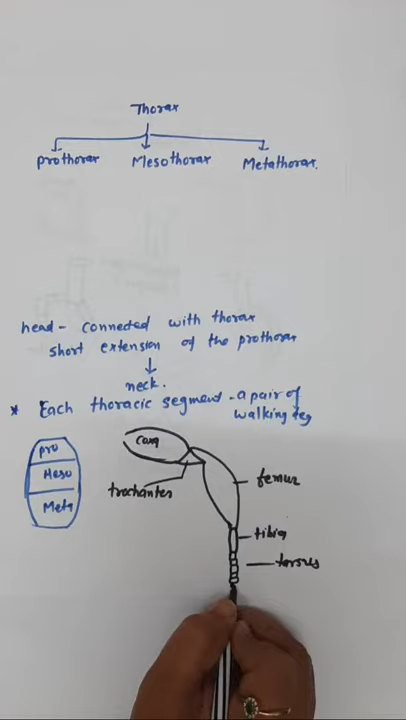 Thorax
Prothorax Mesothorax Metathorax.
head - connected with thorax
short extension of the prothorax
neck.
* Each thoracic segment - a pair of
walking leg
pro
Meso
Meta
Coxa
trochanter
femur
tibia
tarsus